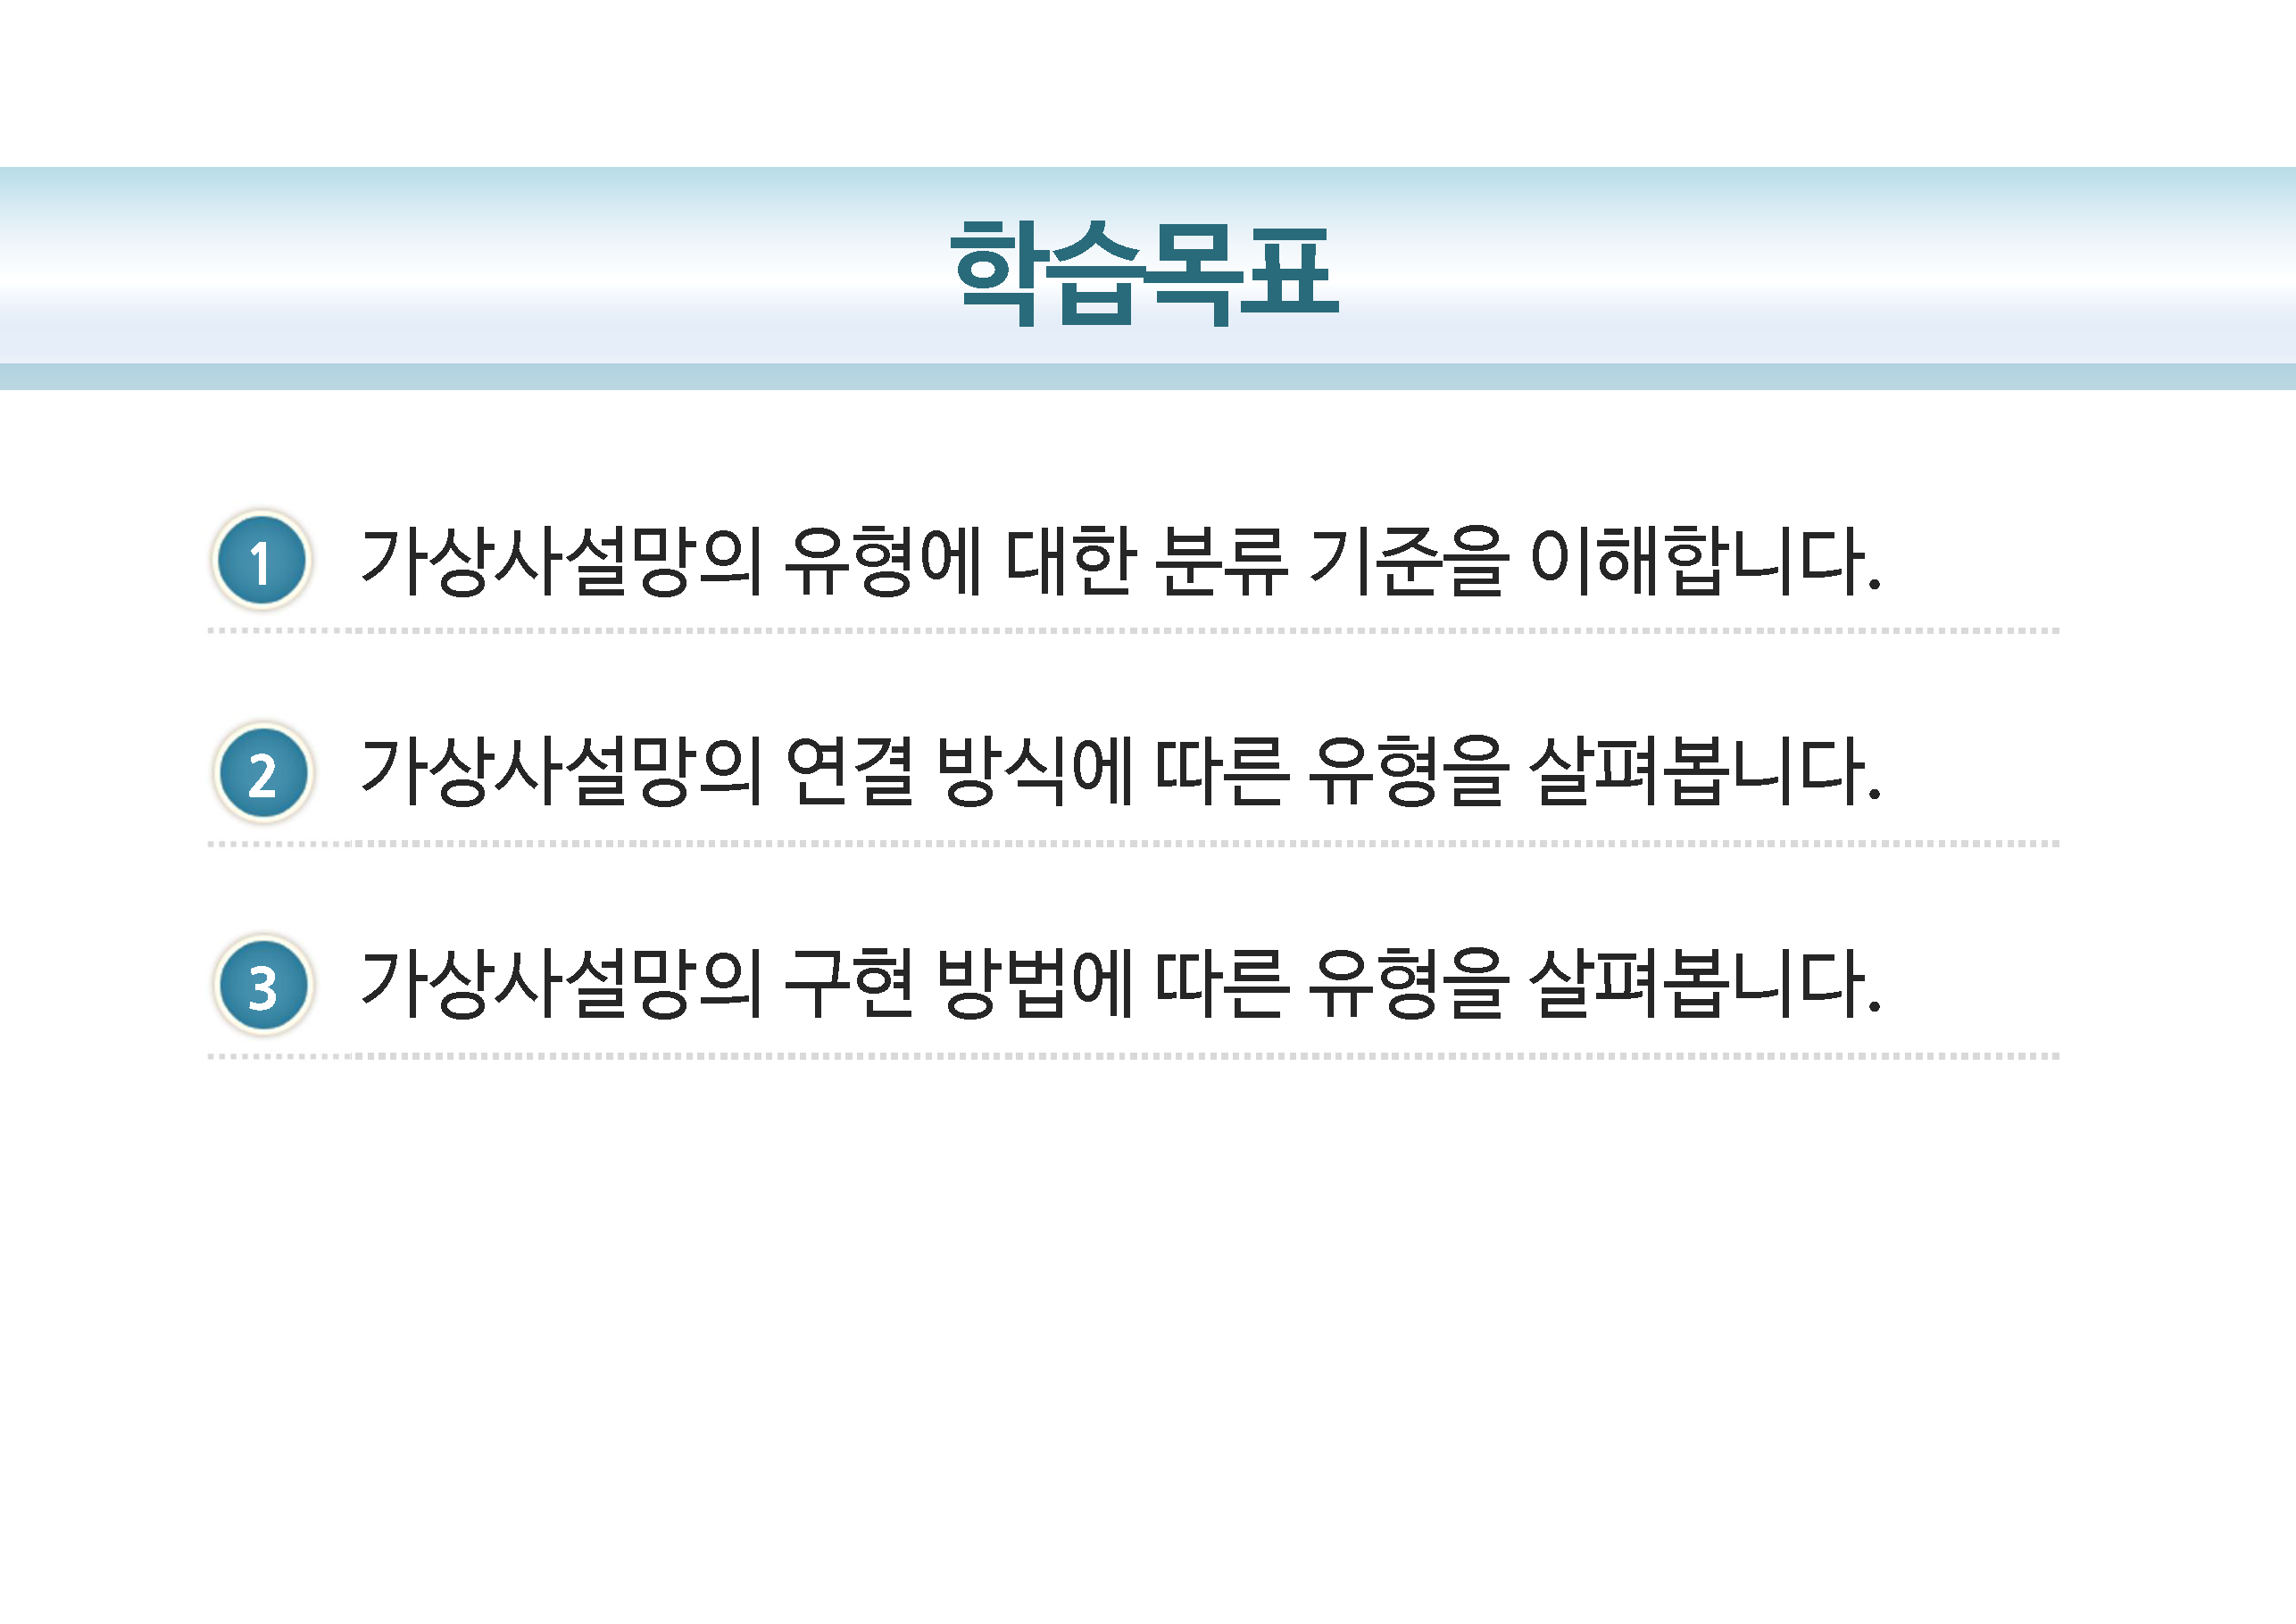 학습목표
1 가상사설망의 유형에 대한 분류 기준을 이해합니다.
2 가상사설망의 연결 방식에 따른 유형을 살펴봅니다.
3 가상사설망의 구현 방법에 따른 유형을 살펴봅니다.